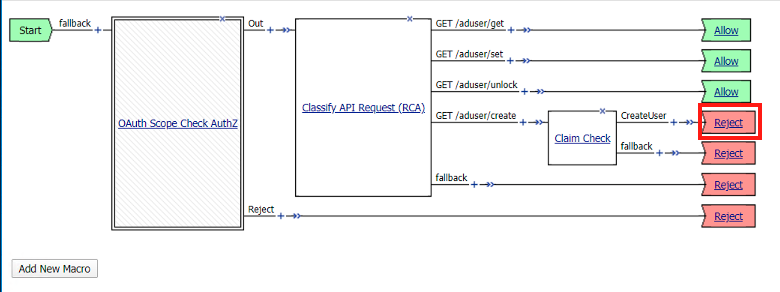 Start
fallback
OAuth Scope Check AuthZ
Out
Classify API Request (RCA)
GET /aduser/get
Allow
GET /aduser/set
Allow
GET /aduser/unlock
Allow
GET /aduser/create
Claim Check
CreateUser
Reject
fallback
Reject
fallback
Reject
Reject
Reject
Add New Macro